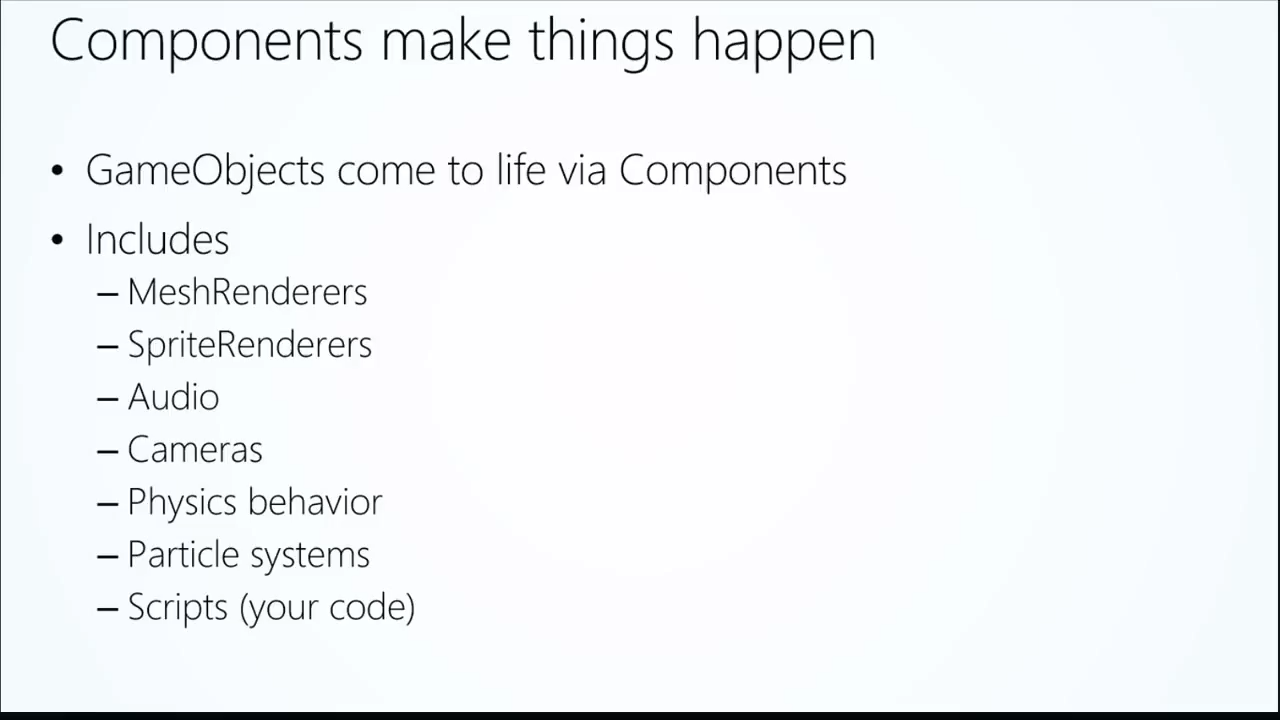 Components make things happen
• GameObjects come to life via Components
• Includes
– MeshRenderers
– SpriteRenderers
– Audio
– Cameras
– Physics behavior
– Particle systems
– Scripts (your code)